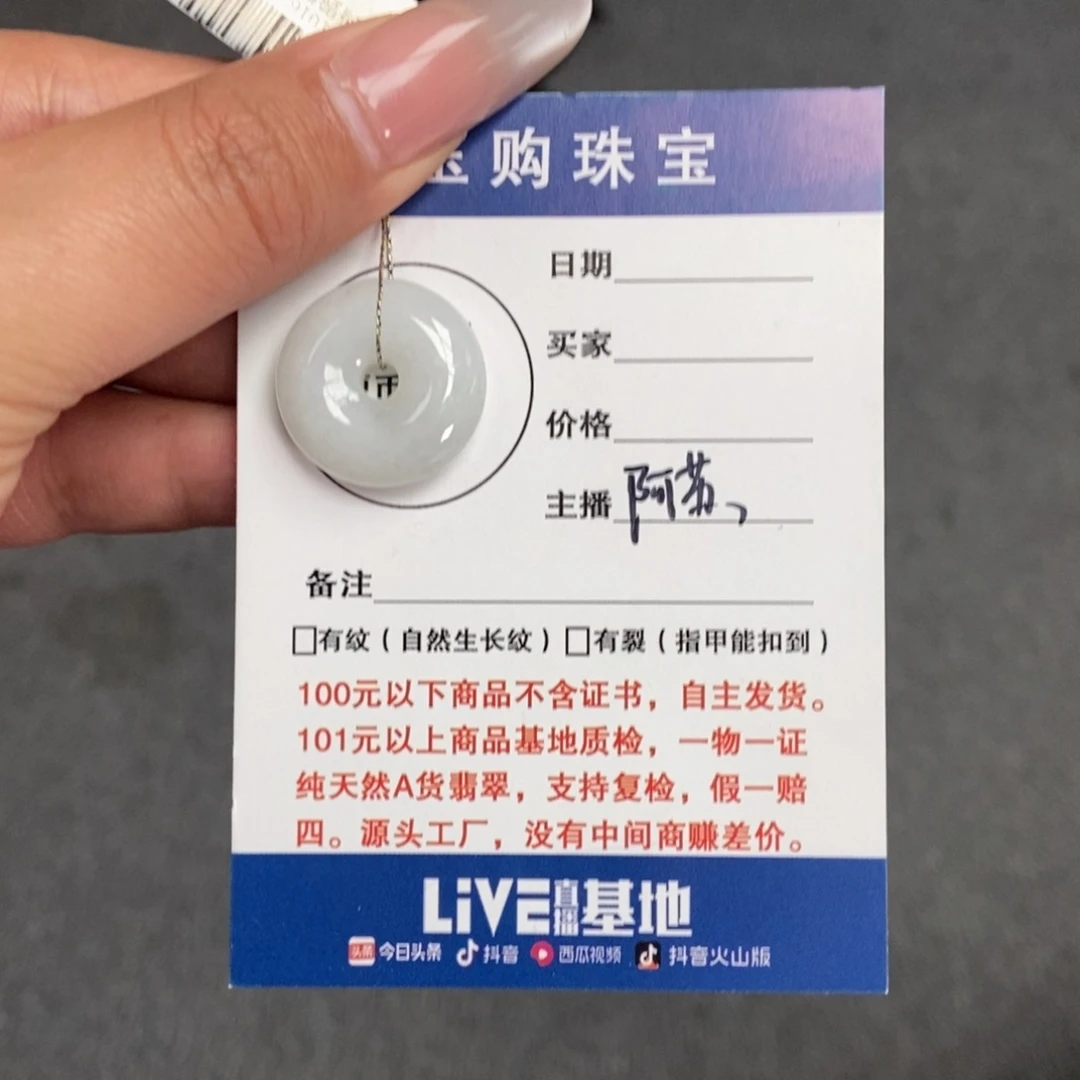 购珠宝
日期
买家
价格
主播 阿苏、
备注
□有纹（自然生长纹）□有裂（指甲能扣到）
100元以下商品不含证书，自主发货。
101元以上商品基地质检，一物一证
纯天然A货翡翠，支持复检，假一赔
四。源头工厂，没有中间商赚差价。
LiVE直播基地
头条 今日头条 抖音 西瓜视频 抖音火山版